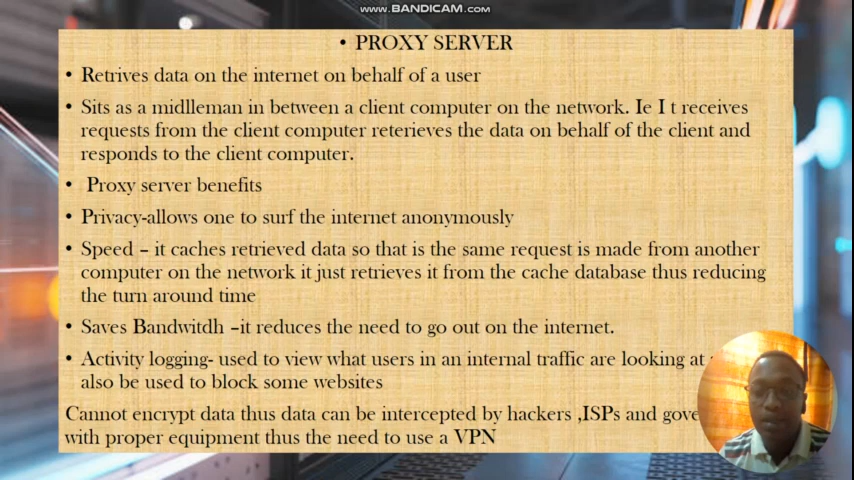 WWW.BANDICAM.COM
• PROXY SERVER
• Retrives data on the internet on behalf of a user
• Sits as a midlleman in between a client computer on the network. Ie I t receives
requests from the client computer reterieves the data on behalf of the client and
responds to the client computer.
• Proxy server benefits
• Privacy-allows one to surf the internet anonymously
• Speed – it caches retrieved data so that is the same request is made from another
computer on the network it just retrieves it from the cache database thus reducing
the turn around time
• Saves Bandwitdh –it reduces the need to go out on the internet.
• Activity logging- used to view what users in an internal traffic are looking at
also be used to block some websites
Cannot encrypt data thus data can be intercepted by hackers ,ISPs and
with proper equipment thus the need to use a VPN